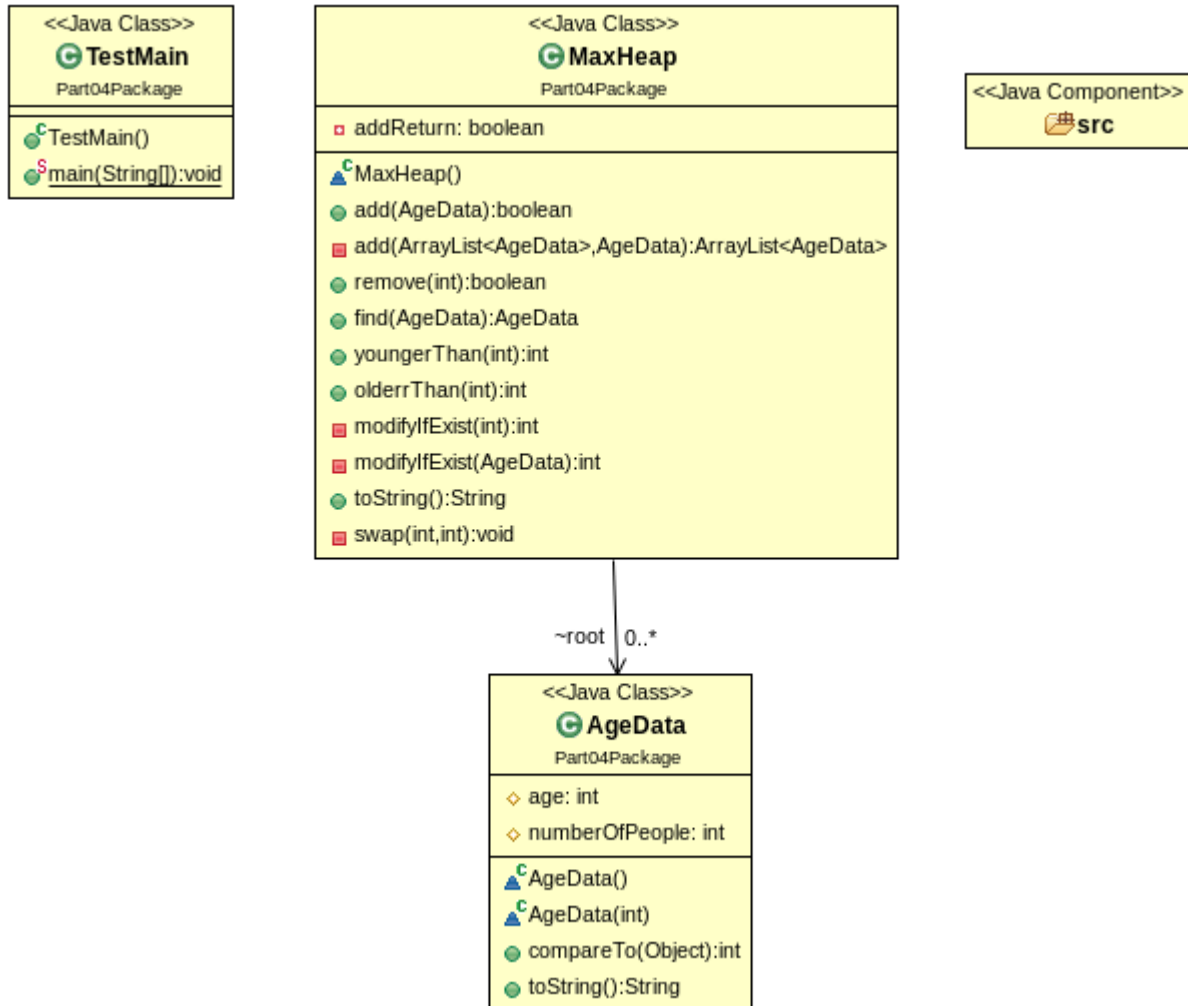 <<Java Class>>
TestMain
Part04Package
TestMain()
main(String[]):void
<<Java Class>>
MaxHeap
Part04Package
addReturn: boolean
MaxHeap()
add(AgeData):boolean
add(ArrayList<AgeData>,AgeData):ArrayList<AgeData>
remove(int):boolean
find(AgeData):AgeData
youngerThan(int):int
olderrThan(int):int
modifyIfExist(int):int
modifyIfExist(AgeData):int
toString():String
swap(int,int):void
<<Java Component>>
src
~root 0..*
<<Java Class>>
AgeData
Part04Package
age: int
numberOfPeople: int
AgeData()
AgeData(int)
compareTo(Object):int
toString():String